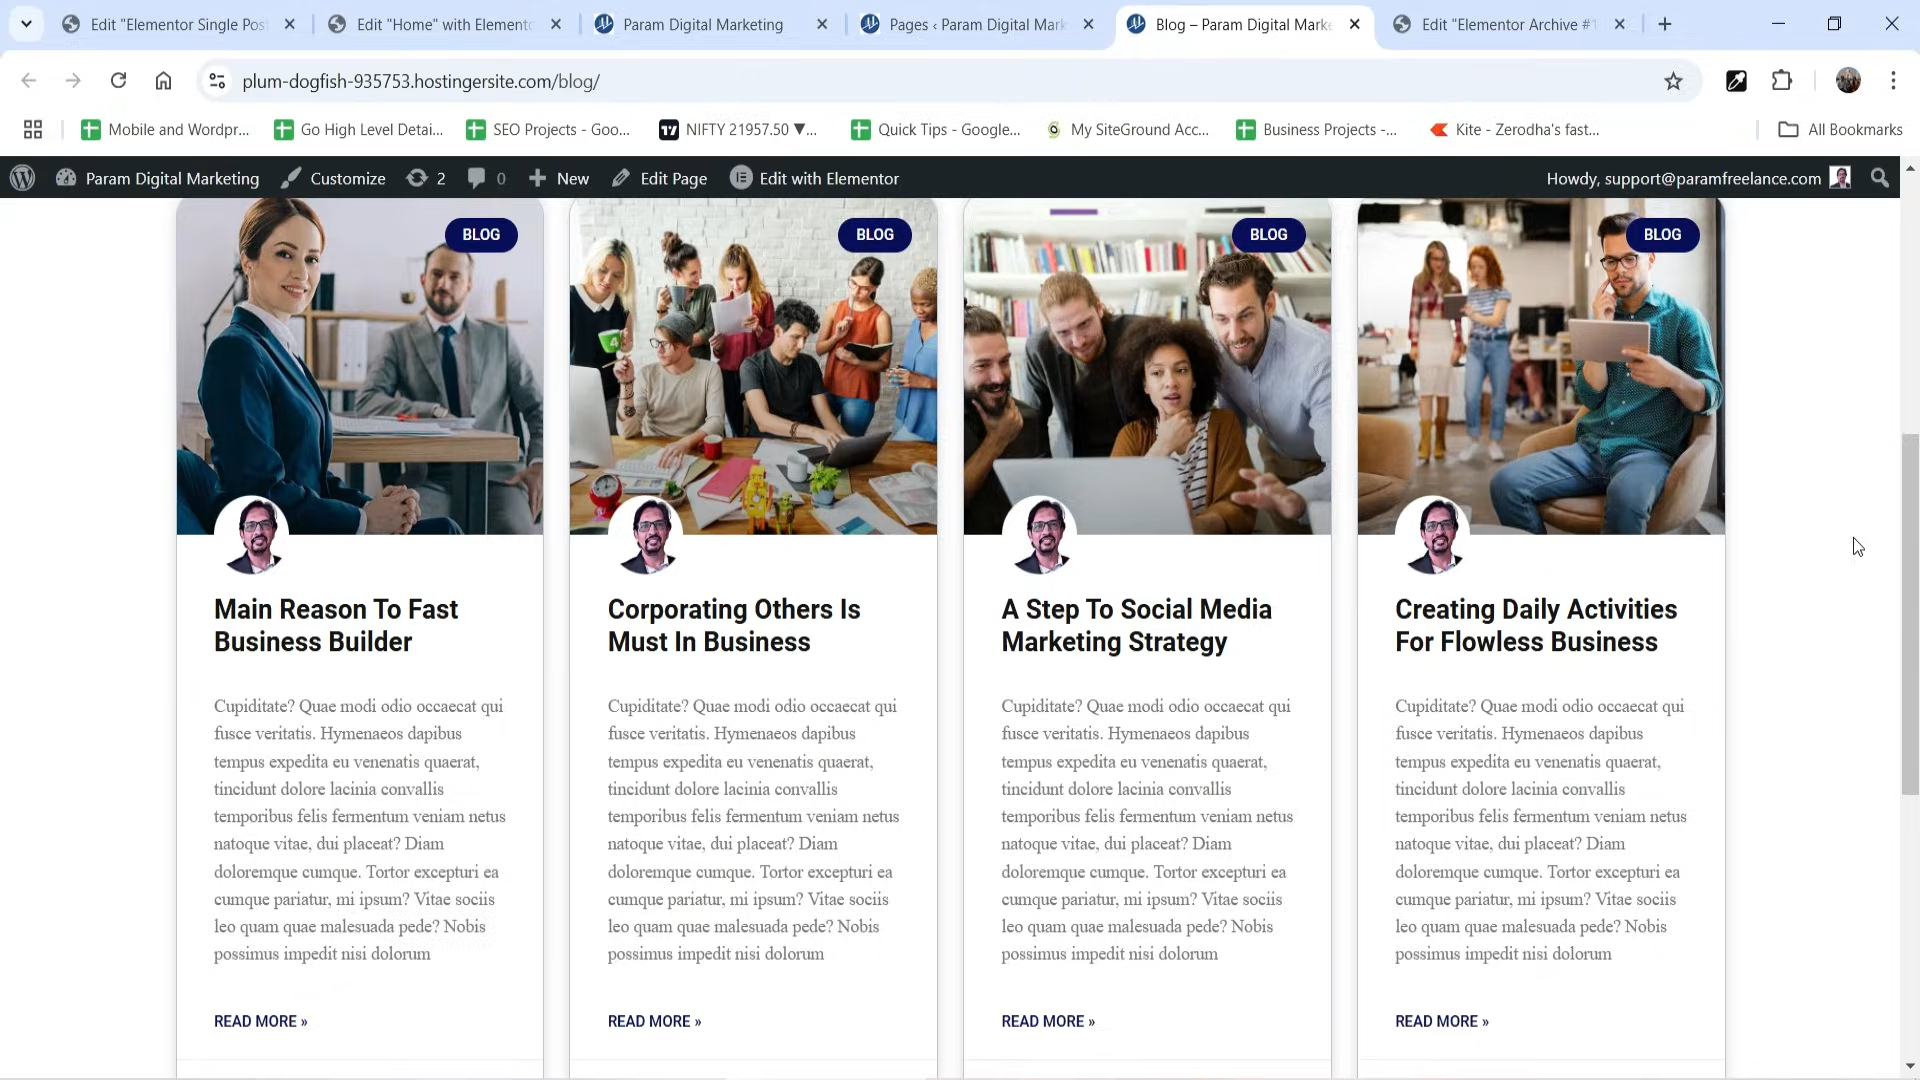 Edit "Elementor Single Pos
Edit "Home" with Elemento
Param Digital Marketing
Pages ‹ Param Digital Mark
Blog – Param Digital Marke
Edit "Elementor Archive #1
plum-dogfish-935753.hostingersite.com/blog/
Mobile and Wordpr...
Go High Level Detai...
SEO Projects - Goo...
NIFTY 21957.50 ▼...
Quick Tips - Google...
My SiteGround Acc...
Business Projects -...
Kite - Zerodha's fast...
All Bookmarks
Param Digital Marketing
Customize
2
0
New
Edit Page
Edit with Elementor
Howdy, support@paramfreelance.com
BLOG
BLOG
BLOG
BLOG
Main Reason To Fast
Business Builder
Cupiditate? Quae modi odio occaecat qui
fusce veritatis. Hymenaeos dapibus
tempus expedita eu venenatis quaerat,
tincidunt dolore lacinia convallis
temporibus felis fermentum veniam netus
natoque vitae, dui placeat? Diam
doloremque cumque. Tortor excepturi ea
cumque pariatur, mi ipsum? Vitae sociis
leo quam quae malesuada pede? Nobis
possimus impedit nisi dolorum
READ MORE »
Corporating Others Is
Must In Business
Cupiditate? Quae modi odio occaecat qui
fusce veritatis. Hymenaeos dapibus
tempus expedita eu venenatis quaerat,
tincidunt dolore lacinia convallis
temporibus felis fermentum veniam netus
natoque vitae, dui placeat? Diam
doloremque cumque. Tortor excepturi ea
cumque pariatur, mi ipsum? Vitae sociis
leo quam quae malesuada pede? Nobis
possimus impedit nisi dolorum
READ MORE »
A Step To Social Media
Marketing Strategy
Cupiditate? Quae modi odio occaecat qui
fusce veritatis. Hymenaeos dapibus
tempus expedita eu venenatis quaerat,
tincidunt dolore lacinia convallis
temporibus felis fermentum veniam netus
natoque vitae, dui placeat? Diam
doloremque cumque. Tortor excepturi ea
cumque pariatur, mi ipsum? Vitae sociis
leo quam quae malesuada pede? Nobis
possimus impedit nisi dolorum
READ MORE »
Creating Daily Activities
For Flowless Business
Cupiditate? Quae modi odio occaecat qui
fusce veritatis. Hymenaeos dapibus
tempus expedita eu venenatis quaerat,
tincidunt dolore lacinia convallis
temporibus felis fermentum veniam netus
natoque vitae, dui placeat? Diam
doloremque cumque. Tortor excepturi ea
cumque pariatur, mi ipsum? Vitae sociis
leo quam quae malesuada pede? Nobis
possimus impedit nisi dolorum
READ MORE »